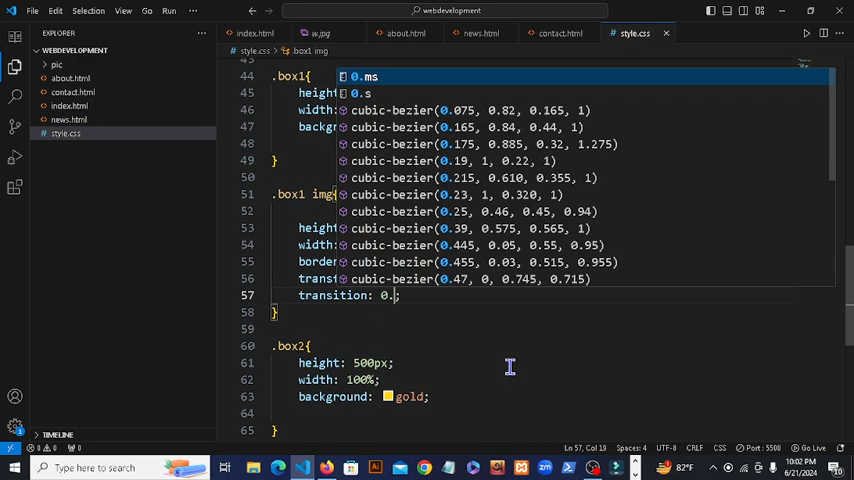 File Edit Selection View Go Run ... webdevelopment
EXPLORER ...
index.html w.jpg about.html news.html contact.html # style.css ×
WEBDEVELOPMENT
# style.css > .box1 img
pic
about.html
contact.html
index.html
news.html
# style.css
43
44 .box1{
45 height
46 width:
47 backg
48
49 }
50
51 .box1 img{
52
53 height
54 width:
55 border
56 transi
57 transition: 0.;
58 }
59
60 .box2{
61 height: 500px;
62 width: 100%;
63 background: gold;
64
65 }
0.ms
0.s
cubic-bezier(0.075, 0.82, 0.165, 1)
cubic-bezier(0.165, 0.84, 0.44, 1)
cubic-bezier(0.175, 0.885, 0.32, 1.275)
cubic-bezier(0.19, 1, 0.22, 1)
cubic-bezier(0.215, 0.610, 0.355, 1)
cubic-bezier(0.23, 1, 0.320, 1)
cubic-bezier(0.25, 0.46, 0.45, 0.94)
cubic-bezier(0.39, 0.575, 0.565, 1)
cubic-bezier(0.445, 0.05, 0.55, 0.95)
cubic-bezier(0.455, 0.03, 0.515, 0.955)
cubic-bezier(0.47, 0, 0.745, 0.715)
TIMELINE
0 0 0 Ln 57, Col 19 Spaces: 4 UTF-8 CRLF CSS Port : 5500 Go Live
Type here to search 82°F 10:02 PM
6/21/2024 10